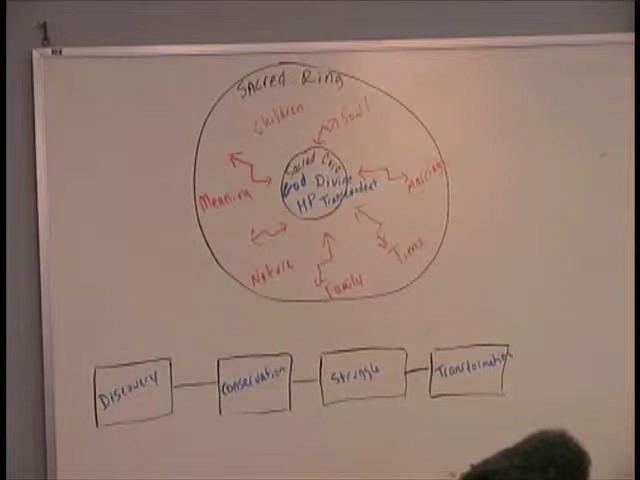 Sacred Ring
Children
Soul
Sacred Core
God Divine
HP Transcendent
Meaning
Marriage
Nature
Family
Time
Discovery
Conservation
Struggle
Transformation